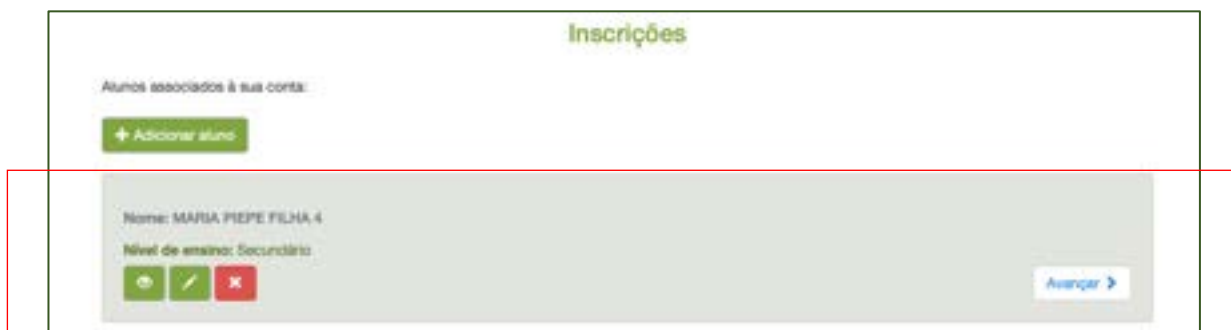 Inscrições
Alunos associados à sua conta:
+ Adicionar aluno
Nome: MARIA PIEPE FILHA 4
Nível de ensino: Secundário
Avançar